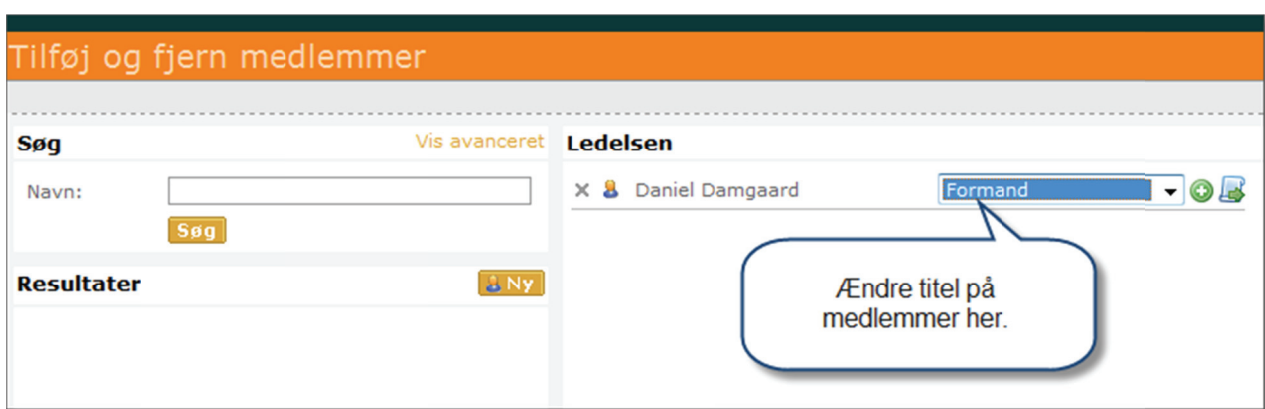 Tilføj og fjern medlemmer
Søg
Vis avanceret
Navn:
Søg
Resultater
Ny
Ledelsen
Daniel Damgaard
Formand
Ændre titel på
medlemmer her.